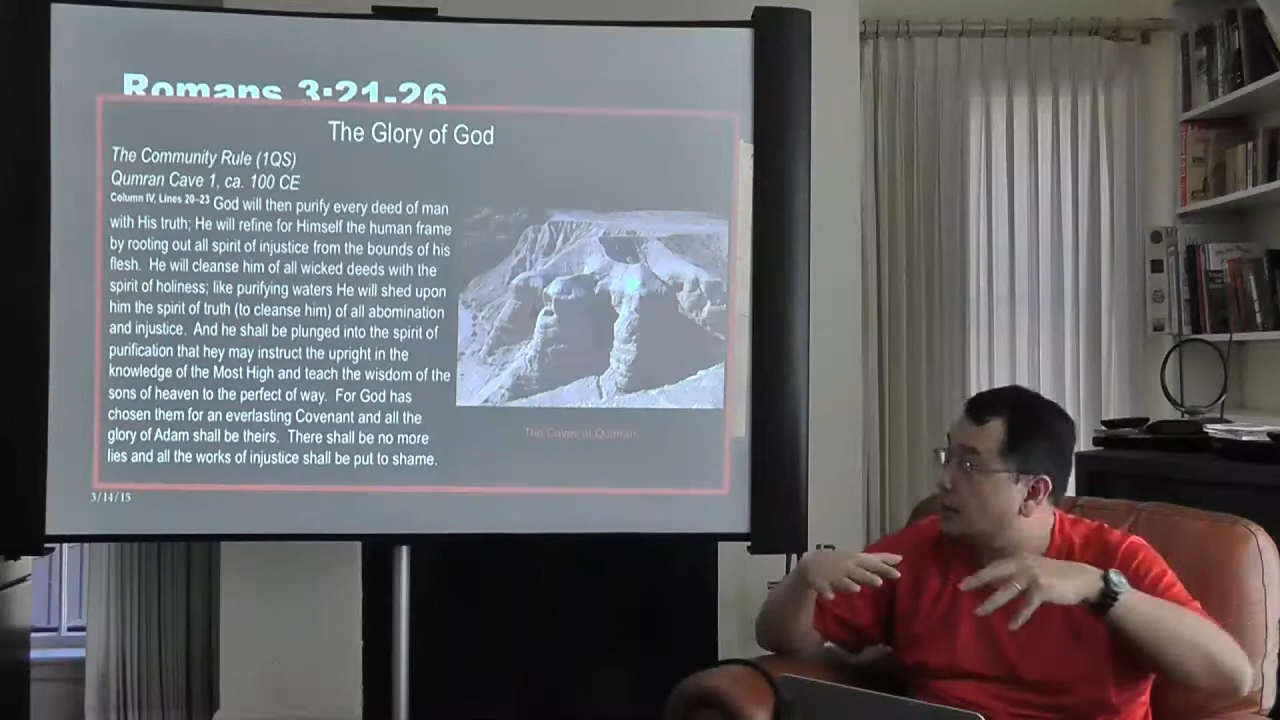 Romans 3:21-26
The Glory of God
The Community Rule (1QS)
Qumran Cave 1, ca. 100 CE
Column IV, Lines 20–23 God will then purify every deed of man
with His truth; He will refine for Himself the human frame
by rooting out all spirit of injustice from the bounds of his
flesh. He will cleanse him of all wicked deeds with the
spirit of holiness; like purifying waters He will shed upon
him the spirit of truth (to cleanse him) of all abomination
and injustice. And he shall be plunged into the spirit of
purification that hey may instruct the upright in the
knowledge of the Most High and teach the wisdom of the
sons of heaven to the perfect of way. For God has
chosen them for an everlasting Covenant and all the
glory of Adam shall be theirs. There shall be no more
lies and all the works of injustice shall be put to shame.
The Caves of Qumran
3/14/15